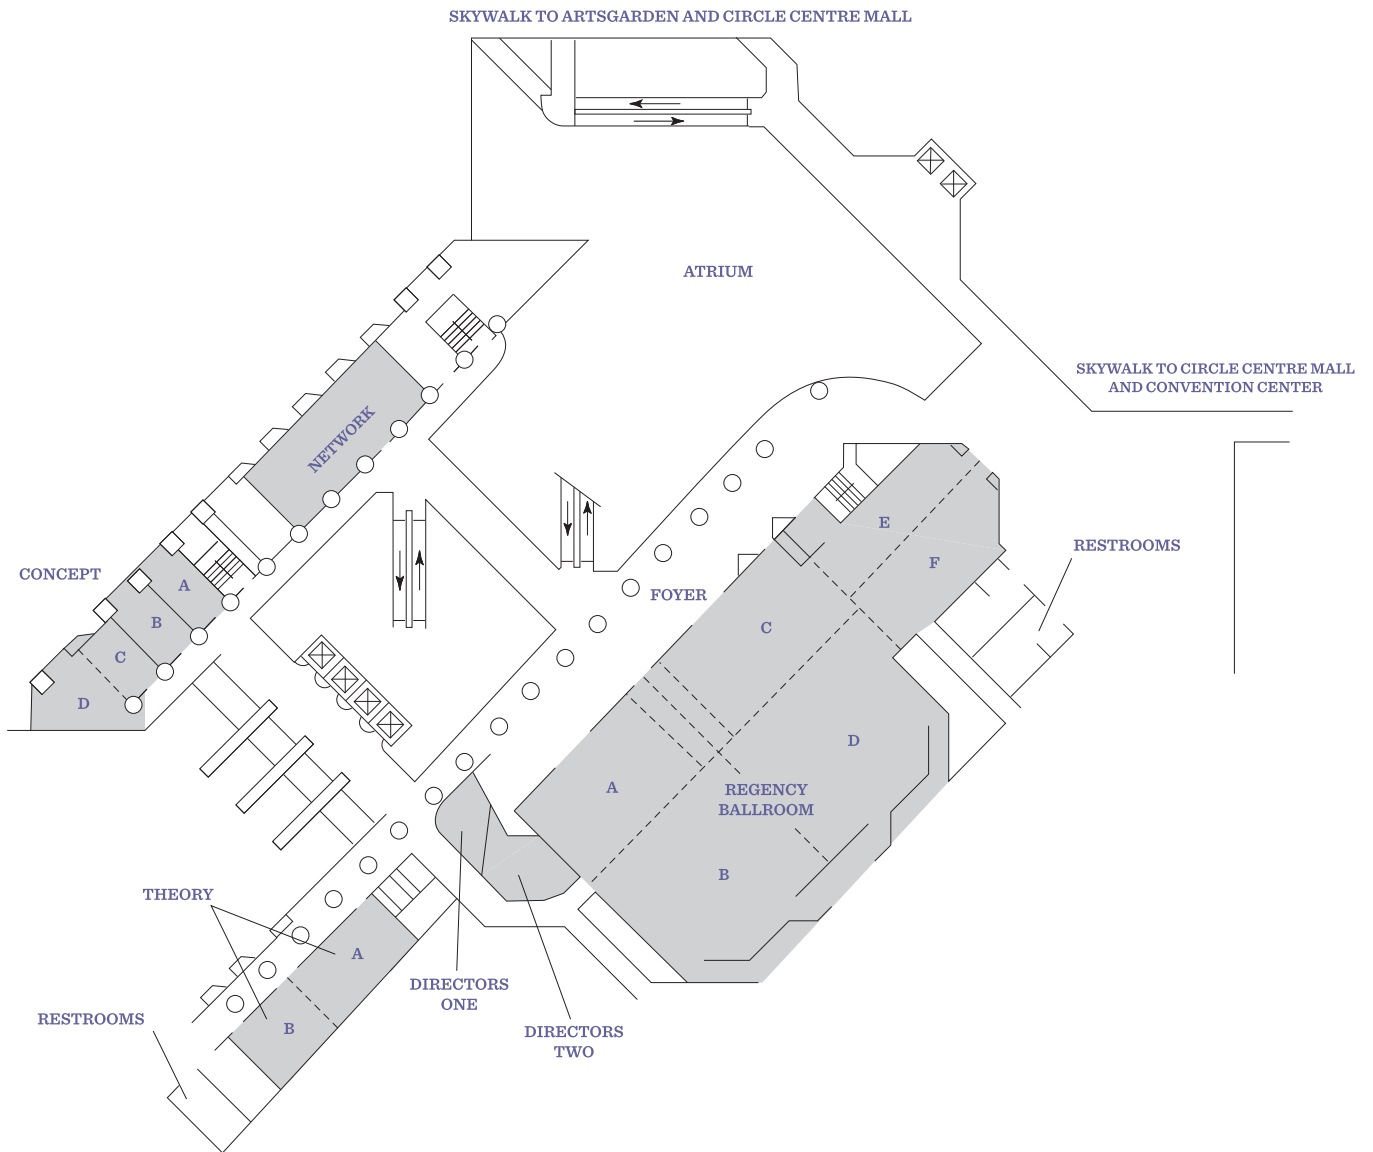 SKYWALK TO ARTSGARDEN AND CIRCLE CENTRE MALL
ATRIUM
SKYWALK TO CIRCLE CENTRE MALL
AND CONVENTION CENTER
NETWORK
E
F
RESTROOMS
CONCEPT
A
B
C
D
FOYER
C
D
A
REGENCY
BALLROOM
B
THEORY
A
B
DIRECTORS
ONE
DIRECTORS
TWO
RESTROOMS